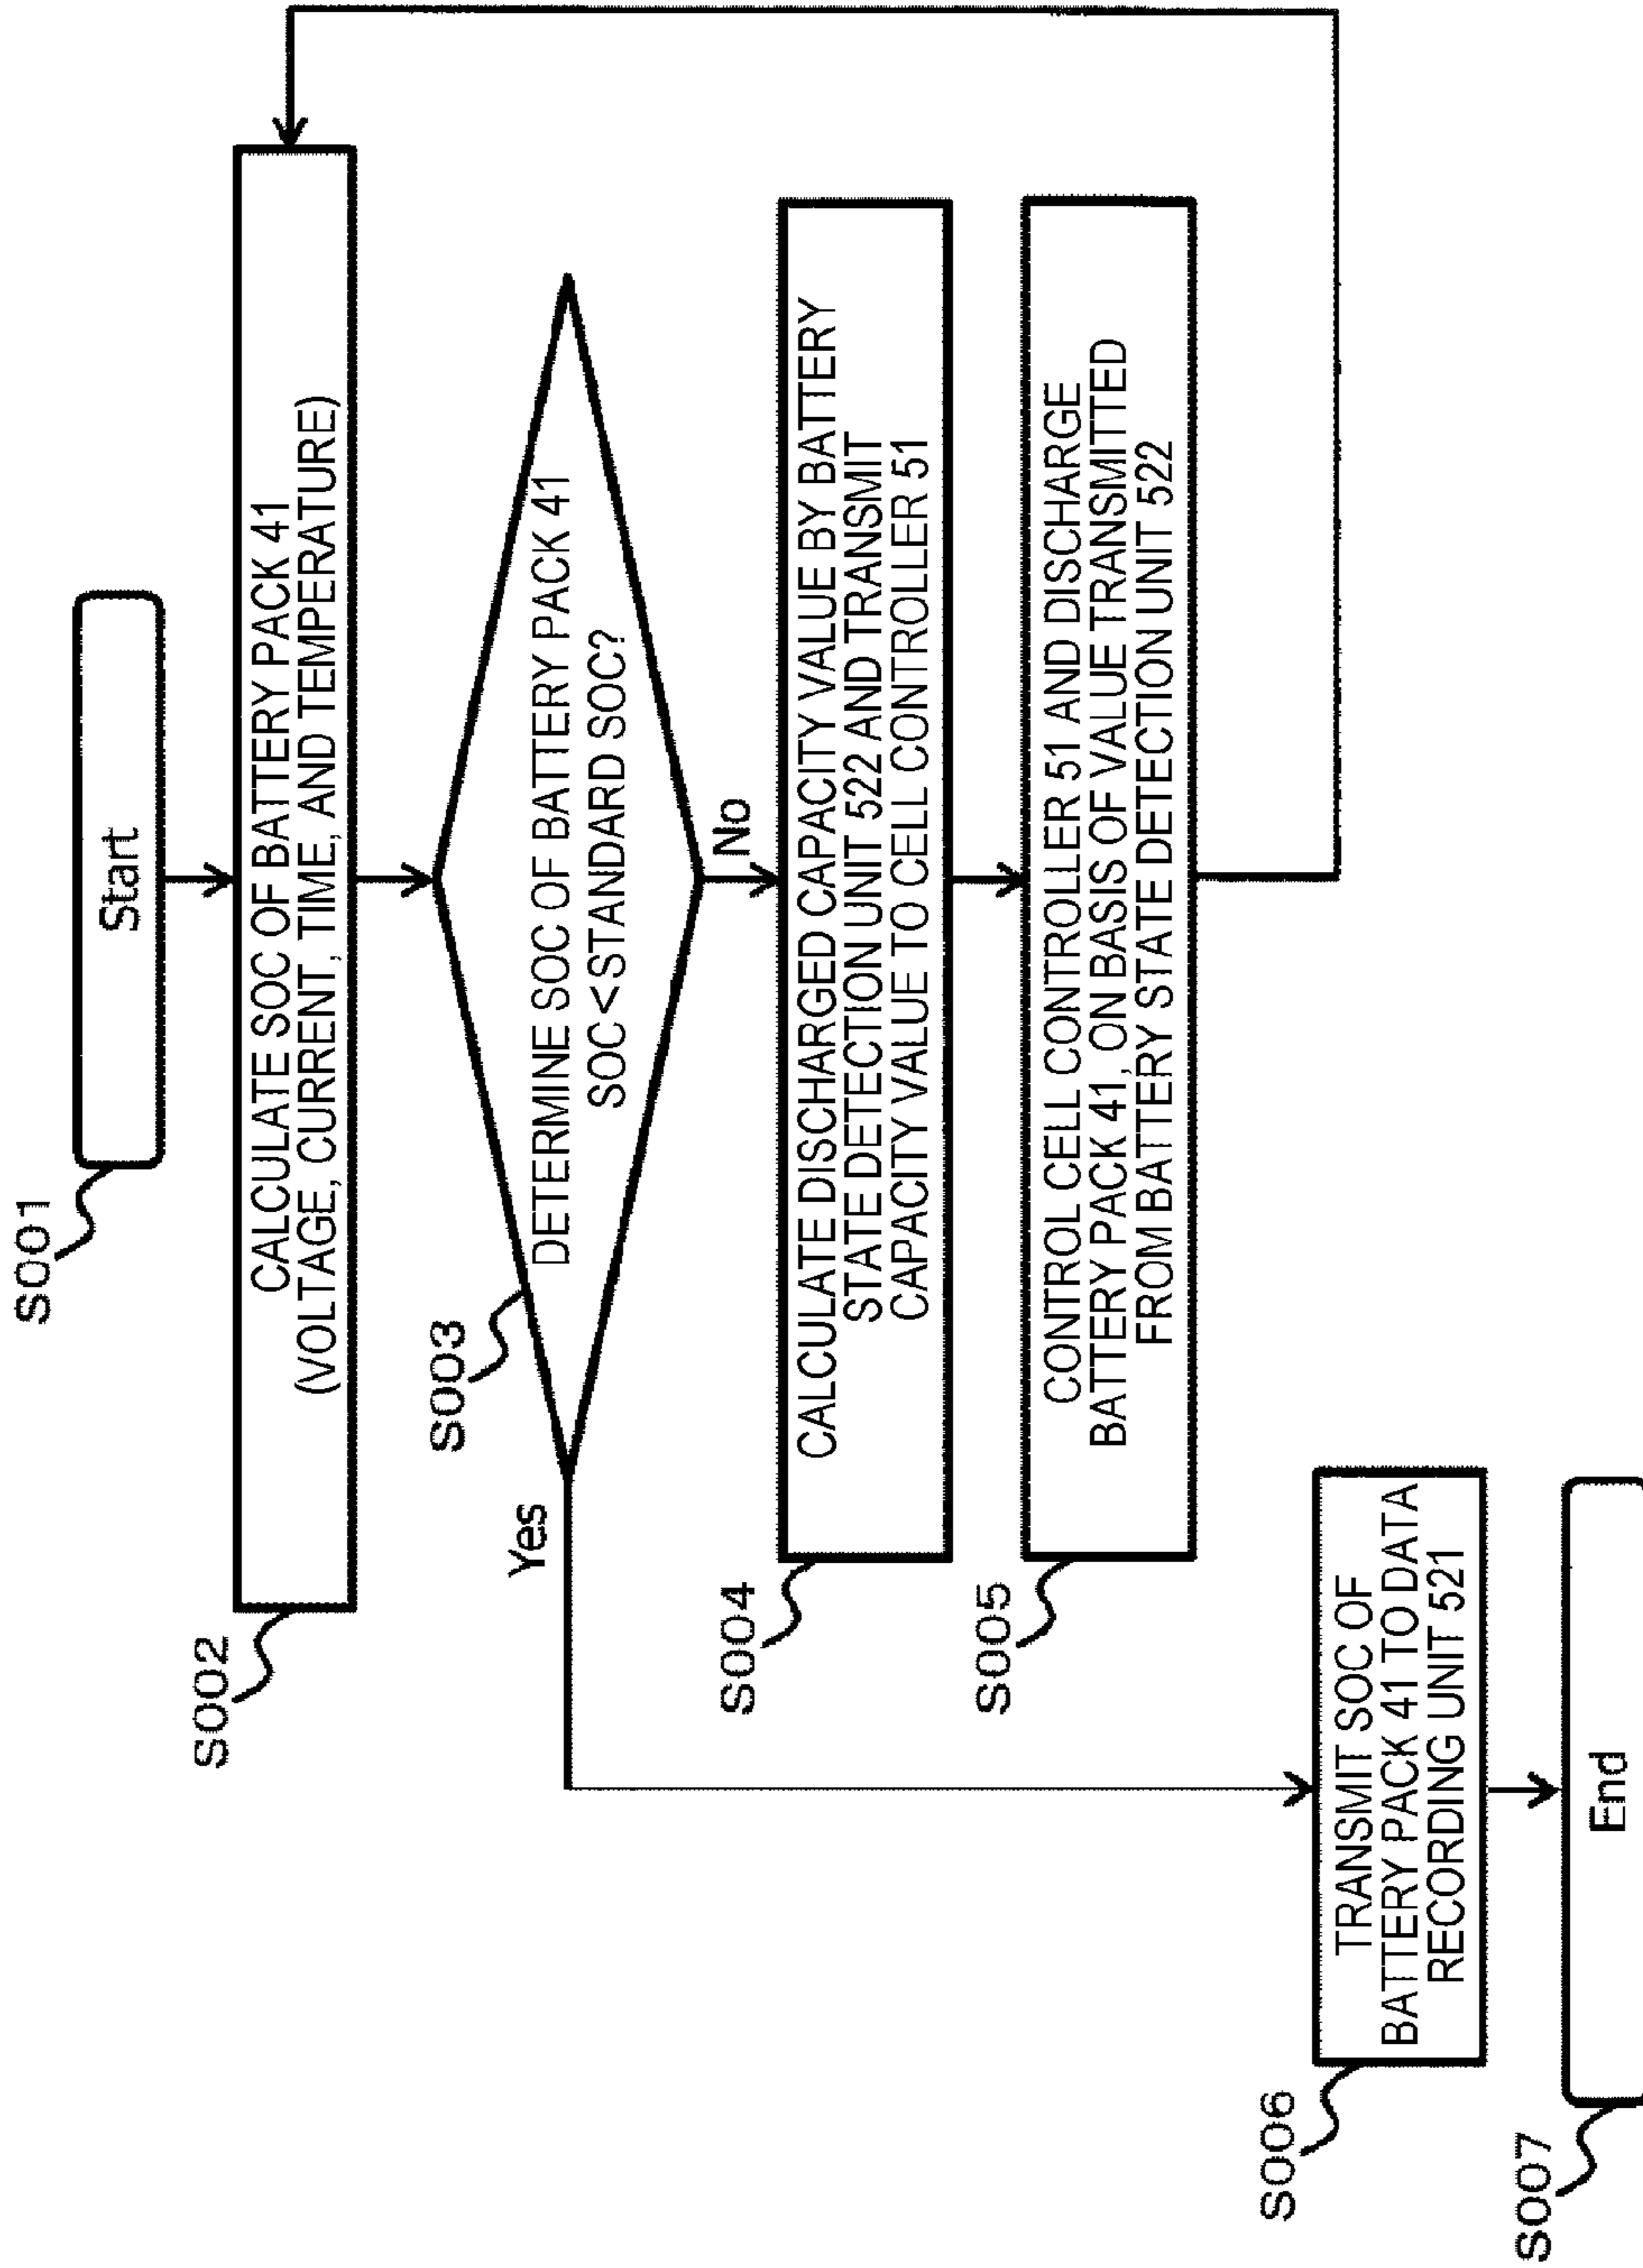 S001
Start
S002
CALCULATE SOC OF BATTERY PACK 41
(VOLTAGE, CURRENT, TIME, AND TEMPERATURE)
S003
DETERMINE SOC OF BATTERY PACK 41
SOC<STANDARD SOC?
Yes
No
S004
CALCULATE DISCHARGED CAPACITY VALUE BY BATTERY
STATE DETECTION UNIT 522 AND TRANSMIT
CAPACITY VALUE TO CELL CONTROLLER 51
S005
CONTROL CELL CONTROLLER 51 AND DISCHARGE
BATTERY PACK 41, ON BASIS OF VALUE TRANSMITTED
FROM BATTERY STATE DETECTION UNIT 522
S006
TRANSMIT SOC OF
BATTERY PACK 41 TO DATA
RECORDING UNIT 521
S007
End